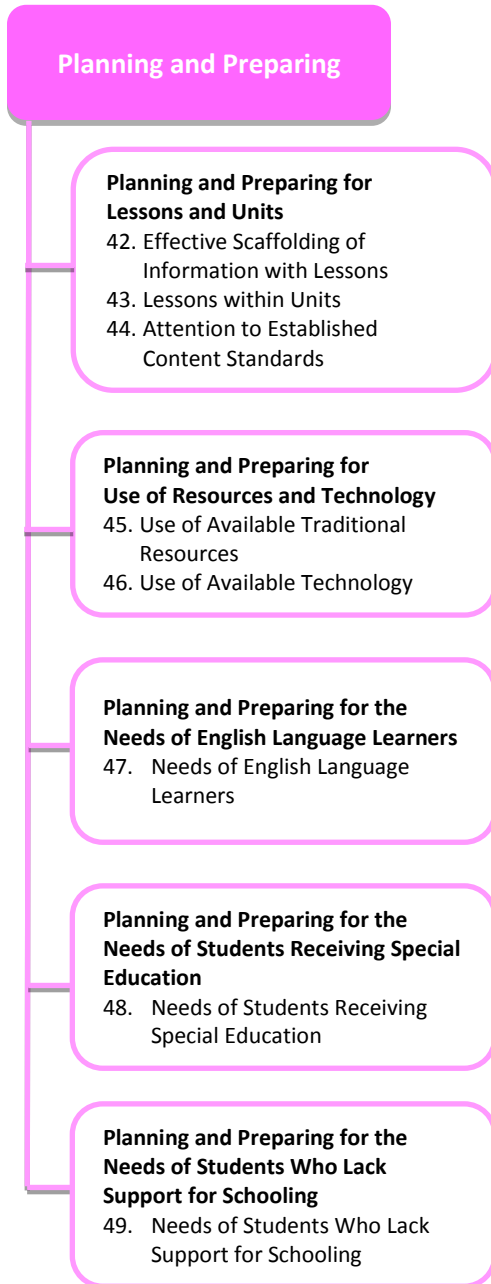 Planning and Preparing
Planning and Preparing for
Lessons and Units
42. Effective Scaffolding of
Information with Lessons
43. Lessons within Units
44. Attention to Established
Content Standards
Planning and Preparing for
Use of Resources and Technology
45. Use of Available Traditional
Resources
46. Use of Available Technology
Planning and Preparing for the
Needs of English Language Learners
47. Needs of English Language
Learners
Planning and Preparing for the
Needs of Students Receiving Special
Education
48. Needs of Students Receiving
Special Education
Planning and Preparing for the
Needs of Students Who Lack
Support for Schooling
49. Needs of Students Who Lack
Support for Schooling